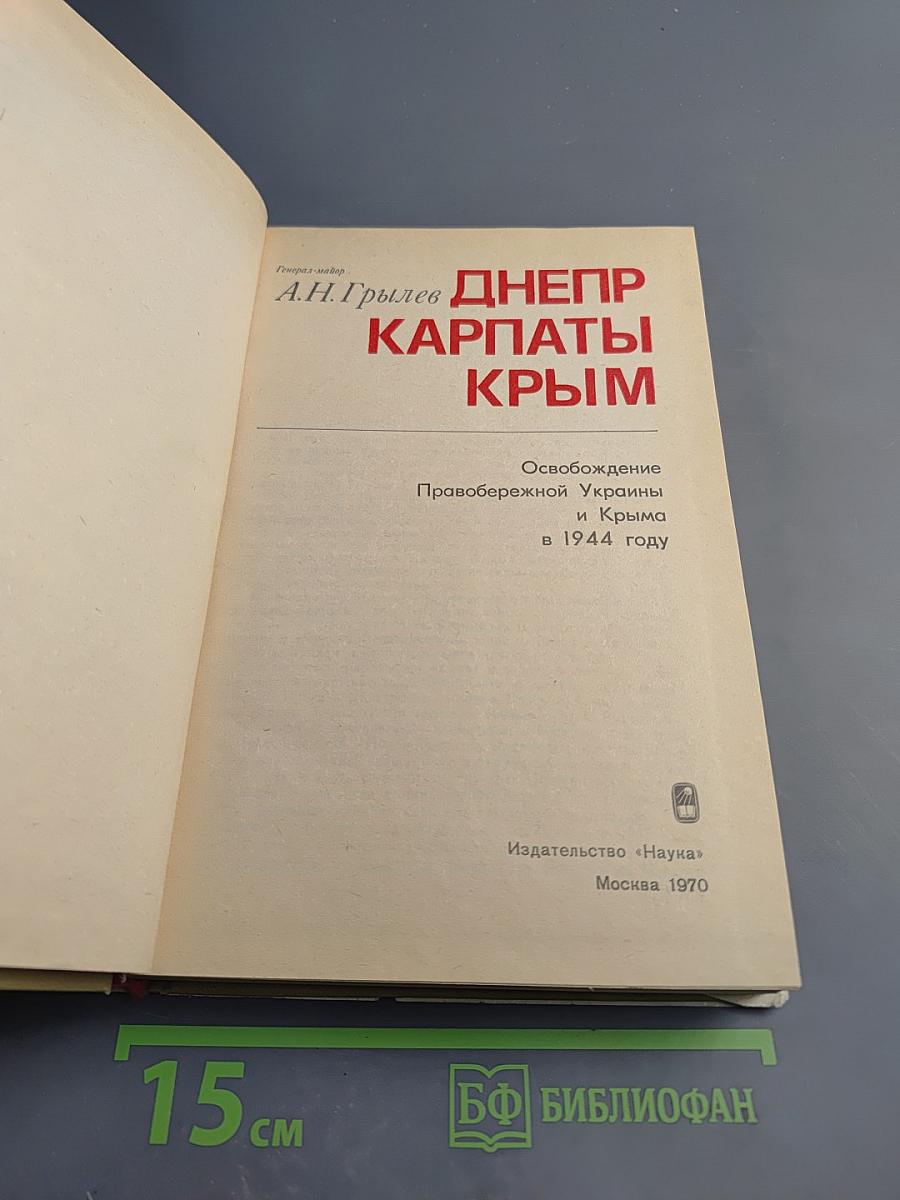 Генерал-майор
А. Н. Грылев ДНЕПР
КАРПАТЫ
КРЫМ
Освобождение
Правобережной Украины
и Крыма
в 1944 году
Издательство «Наука»
Москва 1970
15 см
БФ БИБЛИОФАН